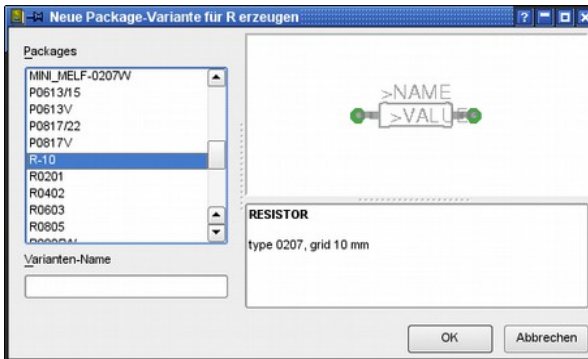 Neue Package-Variante für R erzeugen
Packages
MINI_MELF-0207W
P0613/15
P0613V
P0817/22
P0817V
R-10
R0201
R0402
R0603
R0805
Varianten-Name
>NAME
>VALUE
RESISTOR
type 0207, grid 10 mm
OK
Abbrechen